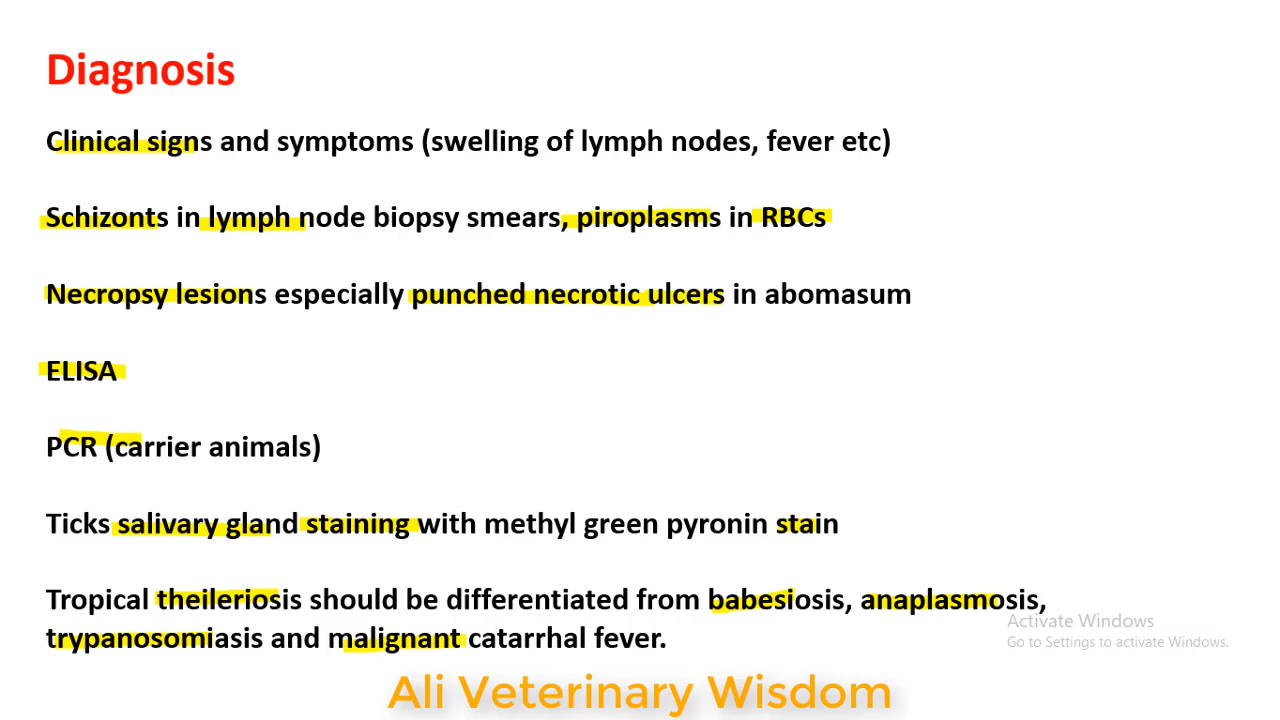 Diagnosis
Clinical signs and symptoms (swelling of lymph nodes, fever etc)
Schizonts in lymph node biopsy smears, piroplasms in RBCs
Necropsy lesions especially punched necrotic ulcers in abomasum
ELISA
PCR (carrier animals)
Ticks salivary gland staining with methyl green pyronin stain
Tropical theileriosis should be differentiated from babesiosis, anaplasmosis,
trypanosomiasis and malignant catarrhal fever.
Activate Windows
Go to Settings to activate Windows.
Ali Veterinary Wisdom